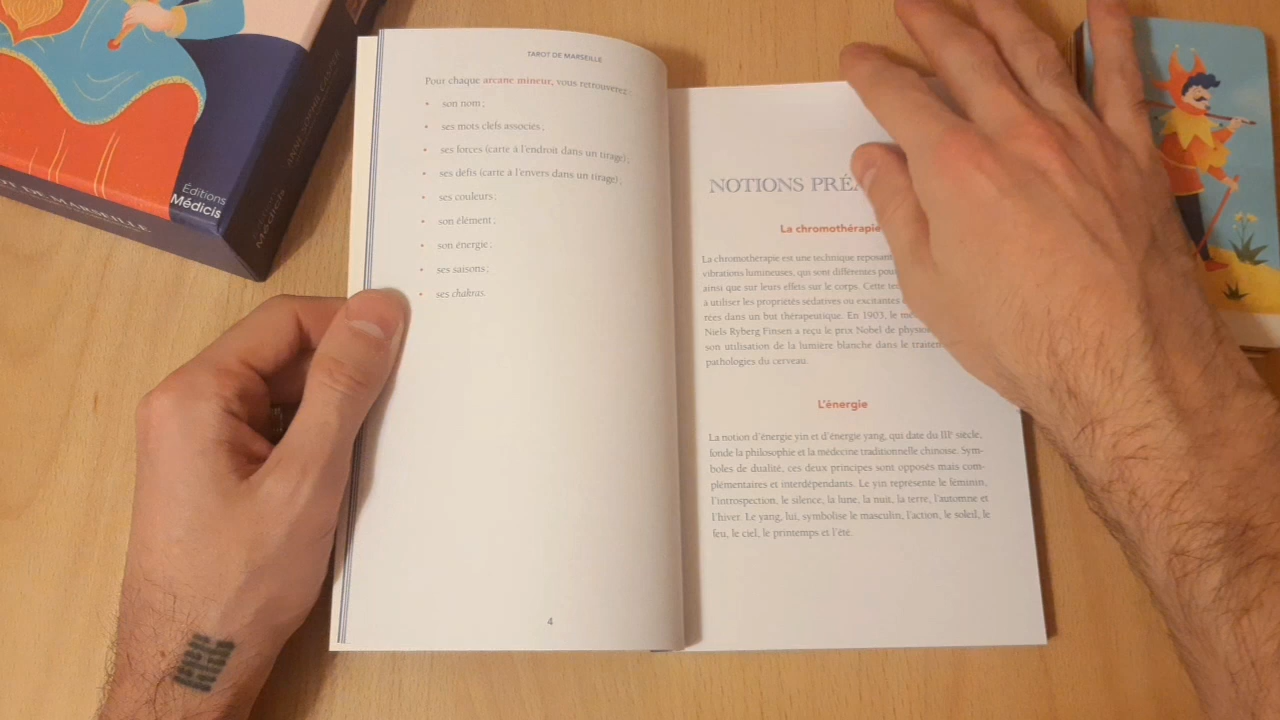 TAROT DE MARSEILLE
Pour chaque arcane mineur, vous retrouverez :
• son nom ;
• ses mots clefs associés ;
• ses forces (carte à l'endroit dans un tirage) ;
• ses défis (carte à l'envers dans un tirage) ;
• ses couleurs ;
• son élément ;
• son énergie ;
• ses saisons ;
• ses chakras.
4
NOTIONS
La chromothérapie
La chromothérapie est une technique reposant
vibrations lumineuses, qui sont différentes
ainsi que sur leurs effets sur le corps. Cette
à utiliser les propriétés sédatives ou excitantes
rées dans un but thérapeutique. En 1903, le
Niels Ryberg Finsen a reçu le prix Nobel de
son utilisation de la lumière blanche dans le
pathologies du cerveau.
L'énergie
La notion d'énergie yin et d'énergie yang, qui date du IIIe siècle,
fonde la philosophie et la médecine traditionnelle chinoise. Sym-
boles de dualité, ces deux principes sont opposés mais com-
plémentaires et interdépendants. Le yin représente le féminin,
l'introspection, le silence, la lune, la nuit, la terre, l'automne et
l'hiver. Le yang, lui, symbolise le masculin, l'action, le soleil, le
feu, le ciel, le printemps et l'été.
Éditions
Médicis
DE MARSEILLE